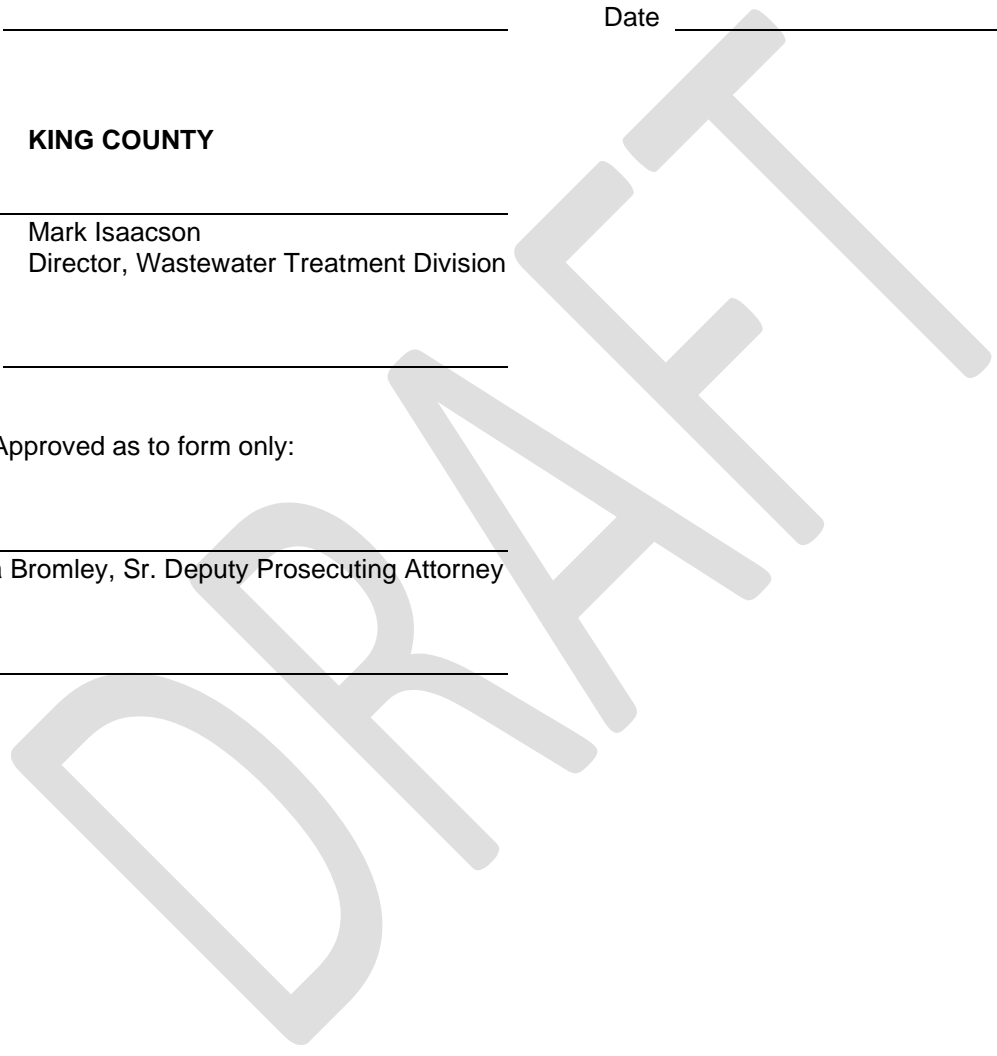 Date
KING COUNTY
Mark Isaacson
Director, Wastewater Treatment Division
Approved as to form only:
Bromley, Sr. Deputy Prosecuting Attorney
DRAFT